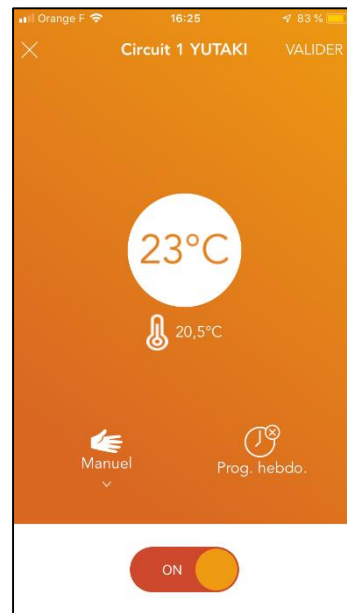 Orange F 16:25 83 %
Circuit 1 YUTAKI VALIDER
23°C
20,5°C
Manuel Prog. hebdo.
ON